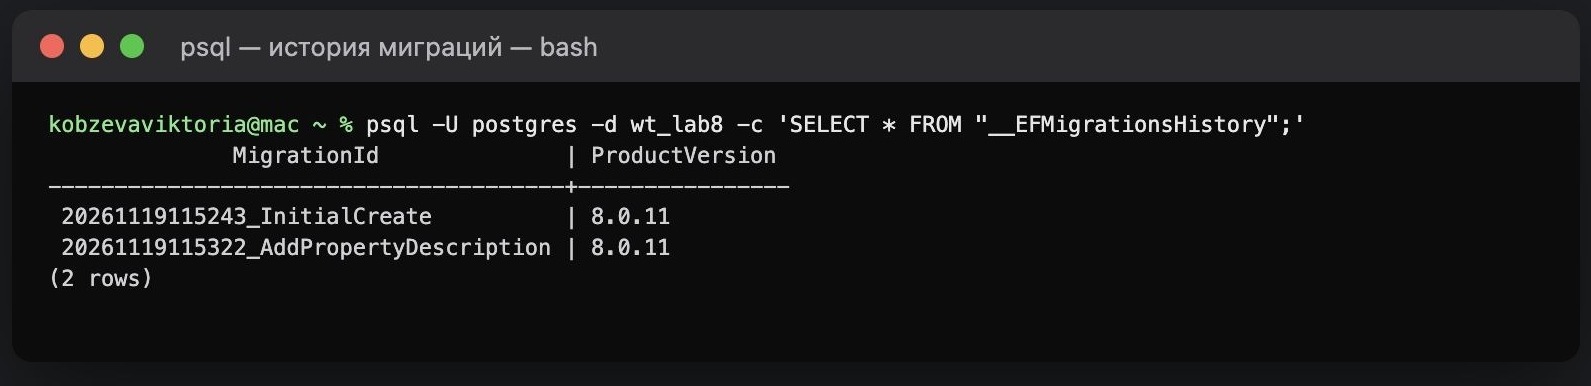 psql — история миграций — bash
kobzevaviktoria@mac ~ % psql -U postgres -d wt_lab8 -c 'SELECT * FROM "__EFMigrationsHistory";'
              MigrationId              | ProductVersion
---------------------------------------+----------------
 20261119115243_InitialCreate          | 8.0.11
 20261119115322_AddPropertyDescription | 8.0.11
(2 rows)